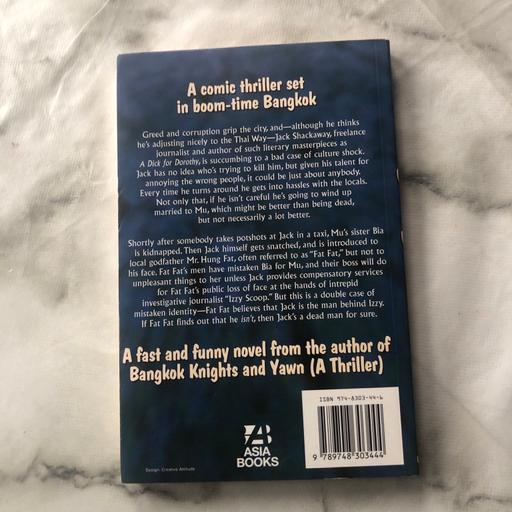 A comic thriller set
in boom-time Bangkok
Greed and corruption grip the city, and—although he thinks
he's adjusting nicely to the Thai Way—Jack Shackaway, freelance
journalist and author of such literary masterpieces as
A Dick for Dorothy, is succumbing to a bad case of culture shock.
Jack has no idea who's trying to kill him, but given his talent for
annoying the wrong people, it could be just about anybody.
Every time he turns around he gets into hassles with the locals.
Not only that, if he isn't careful he's going to wind up
married to Mu, which might be better than being dead,
but not necessarily a lot better.
Shortly after somebody takes potshots at Jack in a taxi, Mu's sister Bia
is kidnapped. Then Jack himself gets snatched, and is introduced to
local godfather Mr. Hung Fat, often referred to as "Fat Fat," but not to
his face. Fat Fat's men have mistaken Bia for Mu, and their boss will do
unpleasant things to her unless Jack provides compensatory services
for Fat Fat's public loss of face at the hands of intrepid
investigative journalist "Izzy Scoop." But this is a double case of
mistaken identity—Fat Fat believes that Jack is the man behind Izzy.
If Fat Fat finds out that he isn't, then Jack's a dead man for sure.
A fast and funny novel from the author of
Bangkok Knights and Yawn (A Thriller)
ISBN 974-8303-44-6
9 789748 303444
ASIA
BOOKS
Design: Creative Attitude